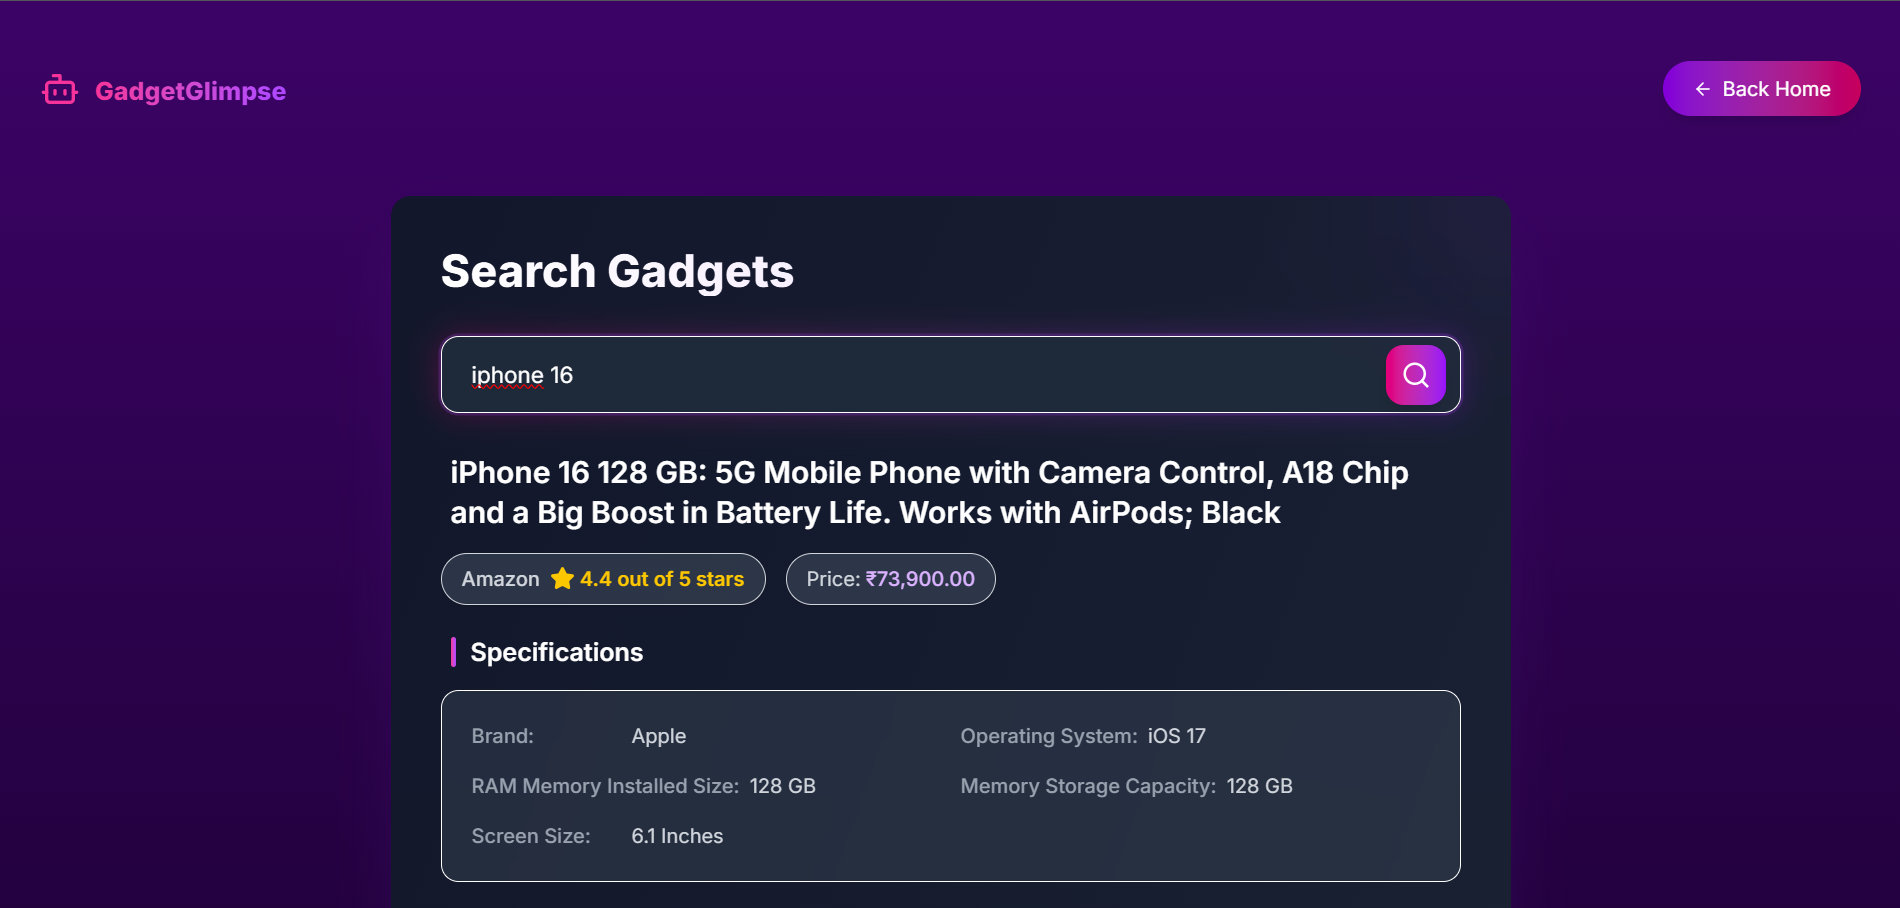 GadgetGlimpse
← Back Home
Search Gadgets
iphone 16
iPhone 16 128 GB: 5G Mobile Phone with Camera Control, A18 Chip
and a Big Boost in Battery Life. Works with AirPods; Black
Amazon ⭐ 4.4 out of 5 stars
Price: ₹73,900.00
Specifications
Brand: Apple
Operating System: iOS 17
RAM Memory Installed Size: 128 GB
Memory Storage Capacity: 128 GB
Screen Size: 6.1 Inches